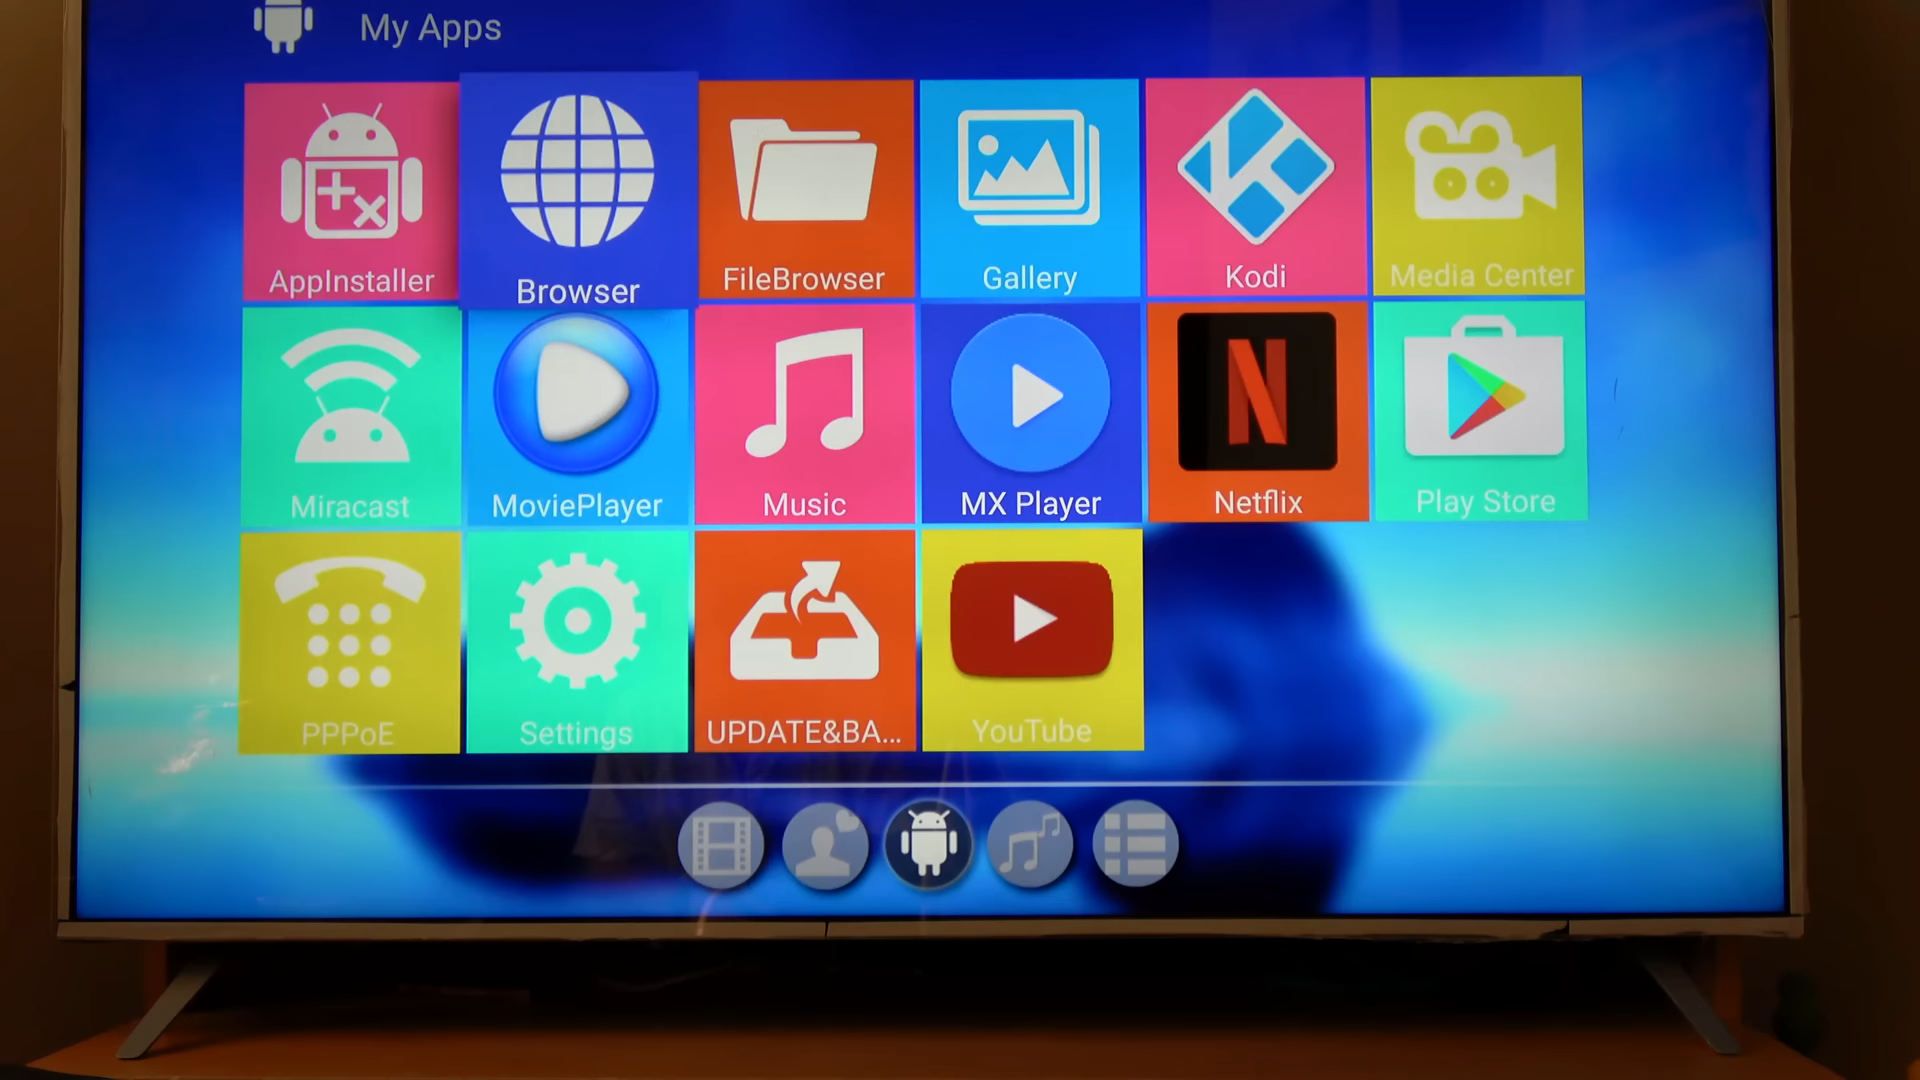 My Apps
AppInstaller
Browser
FileBrowser
Gallery
Kodi
Media Center
Miracast
MoviePlayer
Music
MX Player
N
Netflix
Play Store
PPPoE
Settings
UPDATE&BA...
YouTube